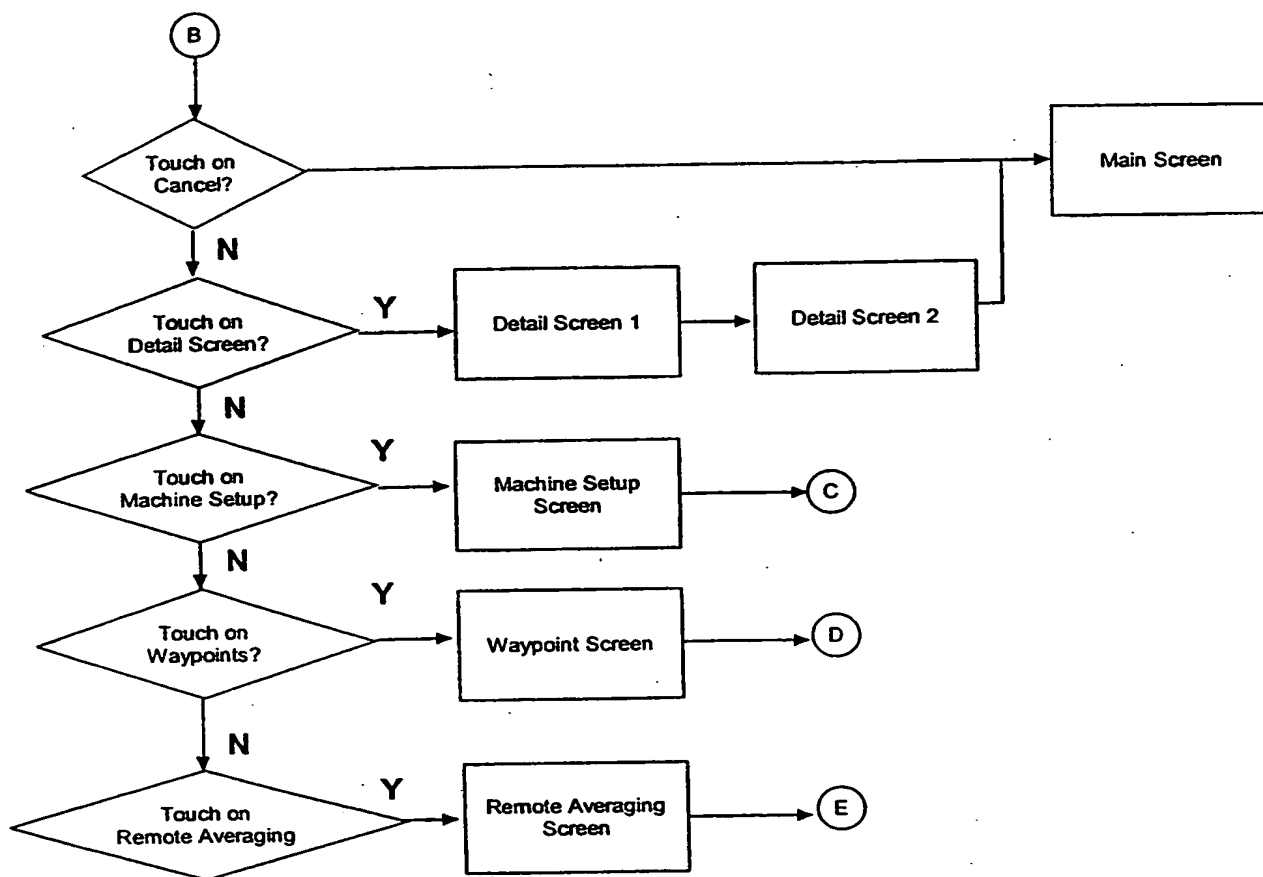 B
Touch on
Cancel?
Main Screen
N
Touch on
Detail Screen?
Y
Detail Screen 1
Detail Screen 2
N
Touch on
Machine Setup?
Y
Machine Setup
Screen
C
N
Touch on
Waypoints?
Y
Waypoint Screen
D
N
Touch on
Remote Averaging
Y
Remote Averaging
Screen
E